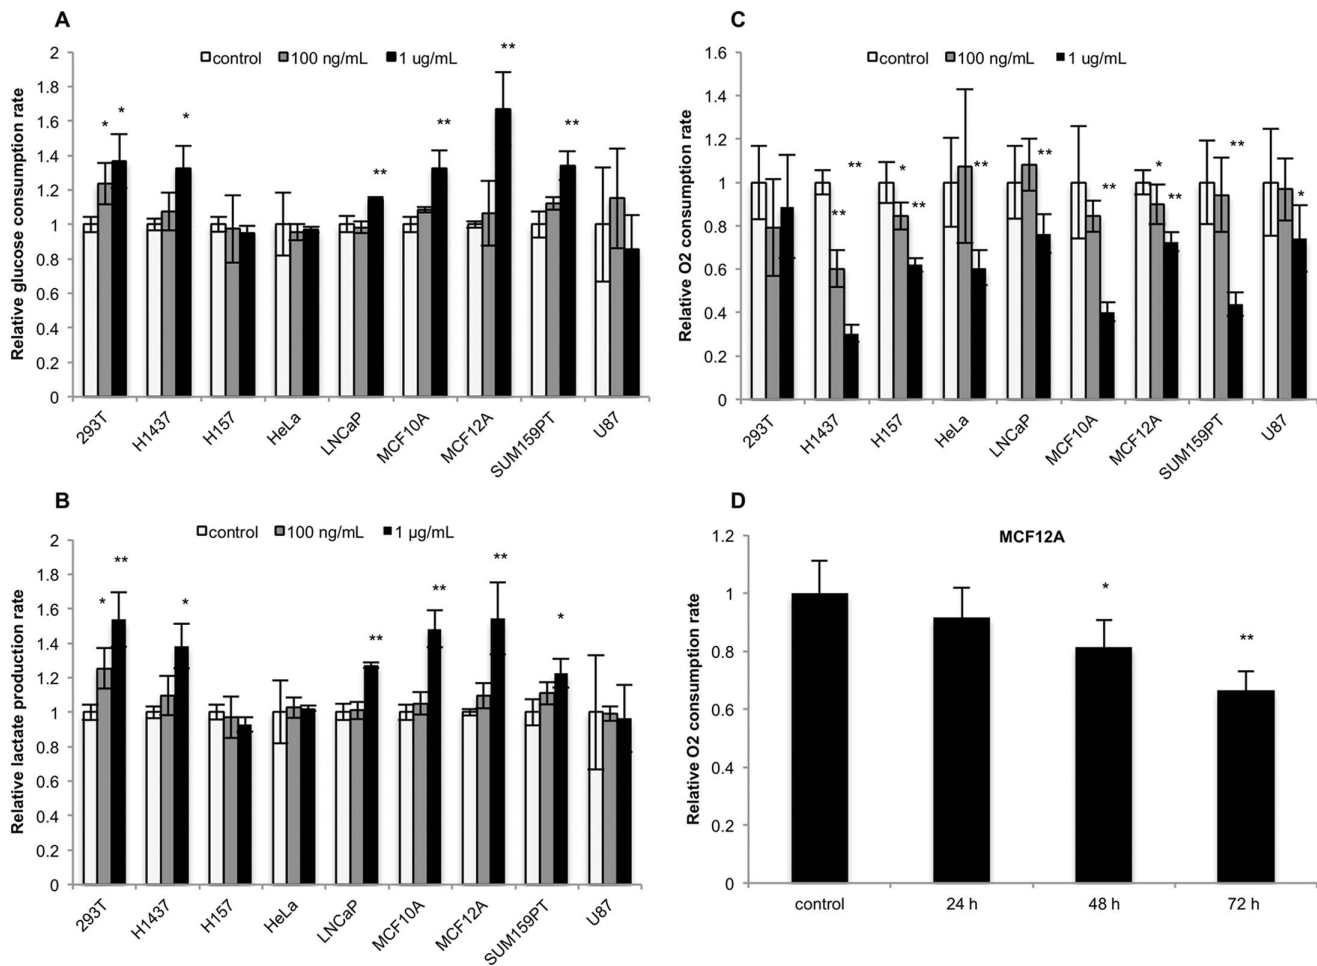 A
control 100 ng/mL 1 ug/mL
Relative glucose consumption rate
2
1.8
1.6
1.4
1.2
1
0.8
0.6
0.4
0.2
0
* * * ** ** ** **
293T H1437 H157 HeLa LNCaP MCF10A MCF12A SUM159PT U87
B
control 100 ng/mL 1 µg/mL
Relative lactate production rate
2
1.8
1.6
1.4
1.2
1
0.8
0.6
0.4
0.2
0
* ** * ** ** ** *
293T H1437 H157 HeLa LNCaP MCF10A MCF12A SUM159PT U87
C
control 100 ng/mL 1 ug/mL
Relative O2 consumption rate
1.6
1.4
1.2
1
0.8
0.6
0.4
0.2
0
** ** * ** ** ** ** * ** ** *
293T H1437 H157 HeLa LNCaP MCF10A MCF12A SUM159PT U87
D
MCF12A
Relative O2 consumption rate
1.2
1
0.8
0.6
0.4
0.2
0
* **
control 24 h 48 h 72 h